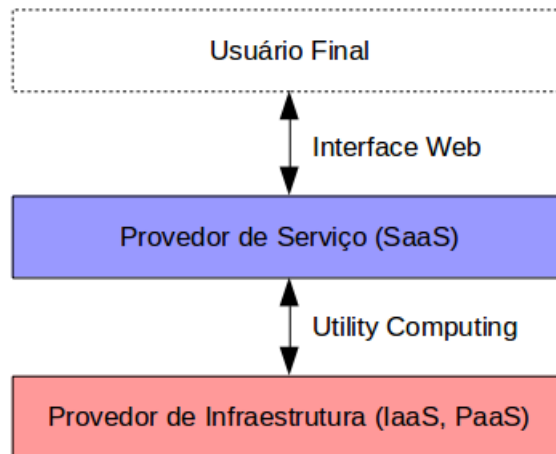 Usuário Final
Interface Web
Provedor de Serviço (SaaS)
Utility Computing
Provedor de Infraestrutura (IaaS, PaaS)